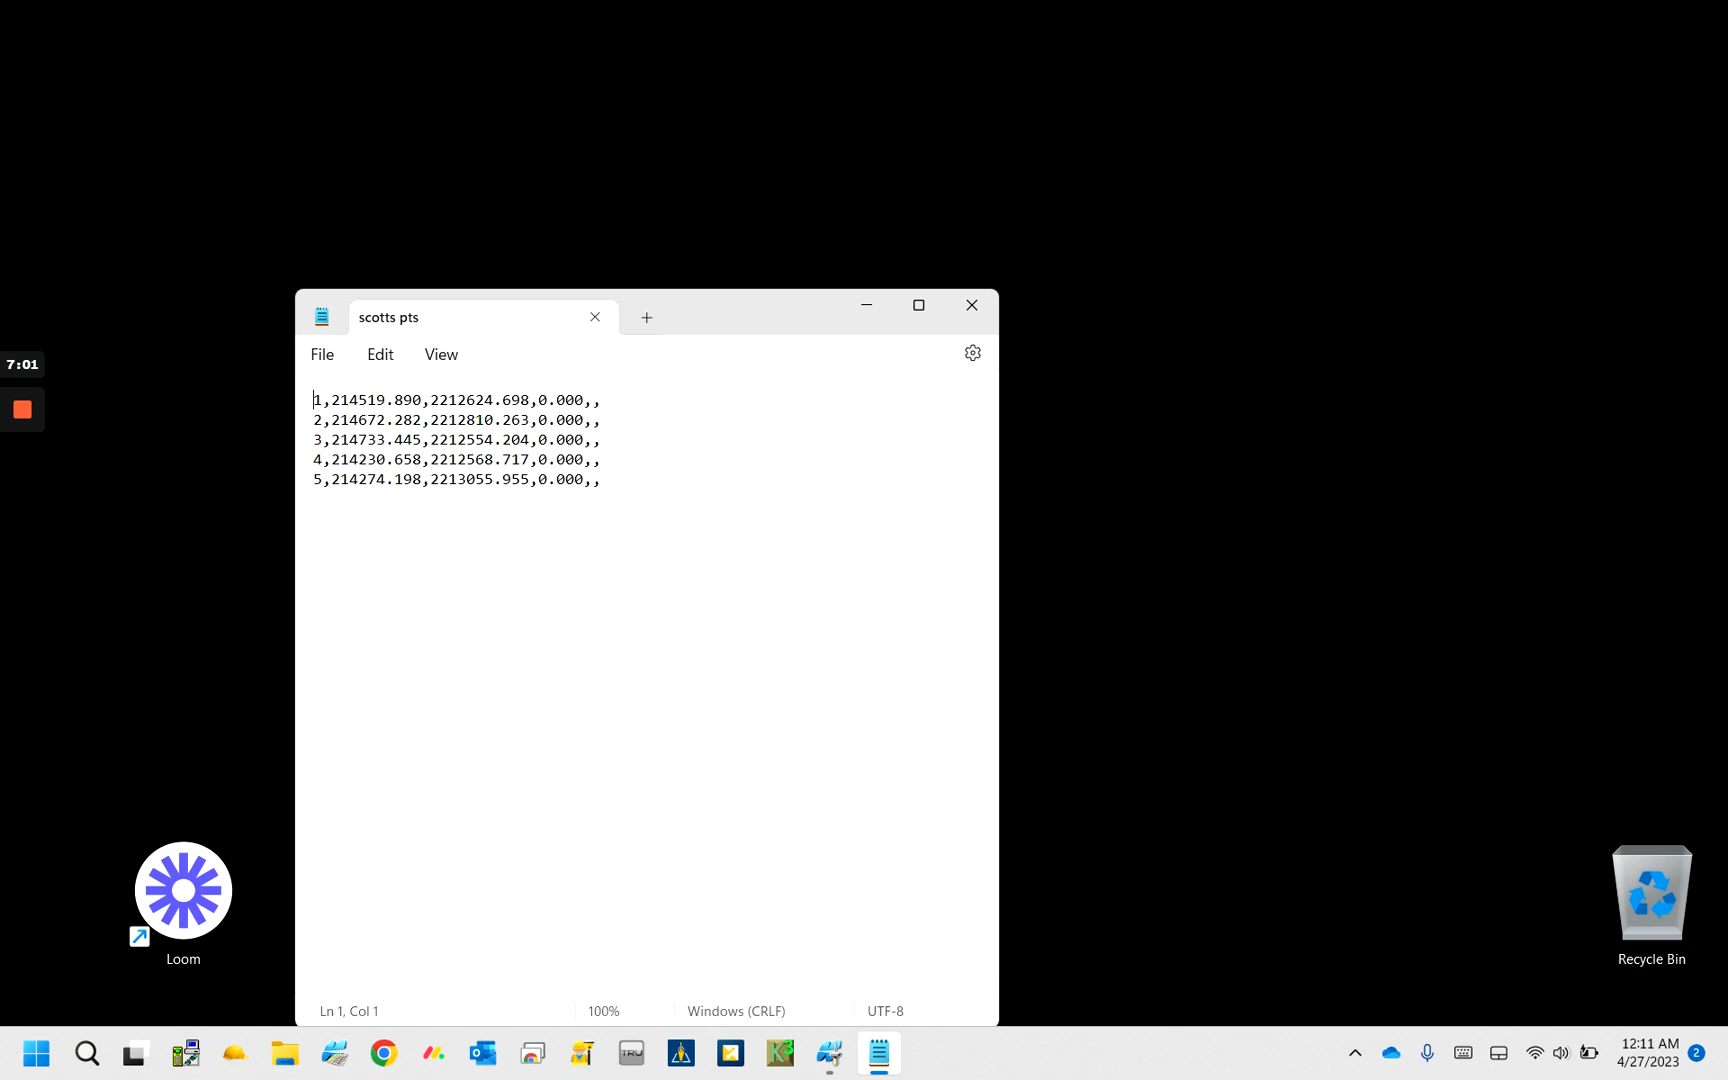 scotts pts
File Edit View
7:01
1,214519.890,2212624.698,0.000,,
2,214672.282,2212810.263,0.000,,
3,214733.445,2212554.204,0.000,,
4,214230.658,2212568.717,0.000,,
5,214274.198,2213055.955,0.000,,
Loom
Recycle Bin
Ln 1, Col 1 100% Windows (CRLF) UTF-8
TRU
12:11 AM
4/27/2023
2